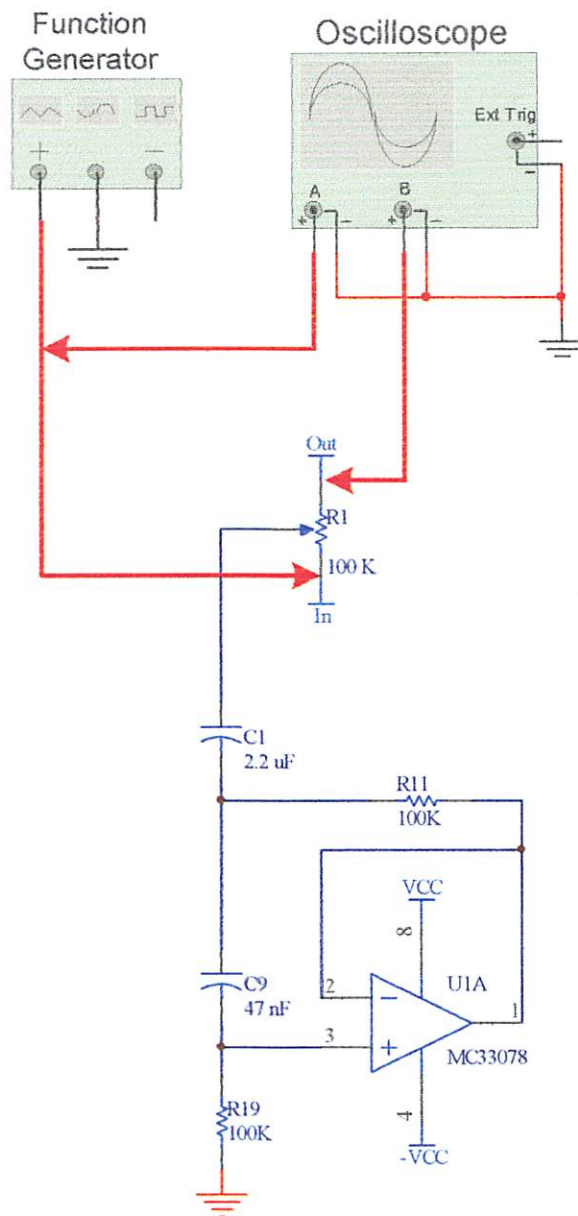 Function
Generator
Oscilloscope
Ext Trig
+
-
+
-
A
B
+
-
+
-
Out
R1
100 K
In
C1
2.2 uF
R11
100K
VCC
8
C9
47 nF
2
-
U1A
1
3
+
MC33078
4
R19
100K
-VCC